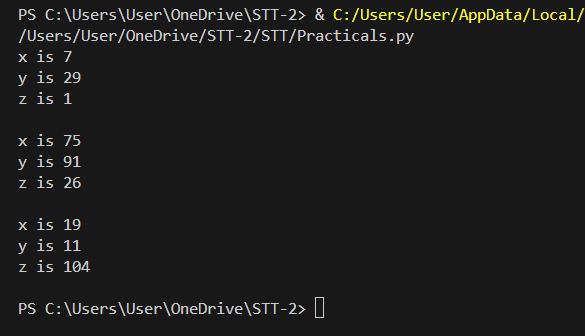 PS C:\Users\User\OneDrive\STT-2> & C:/Users/User/AppData/Local/
/Users/User/OneDrive/STT-2/STT/Practicals.py
x is 7
y is 29
z is 1
x is 75
y is 91
z is 26
x is 19
y is 11
z is 104
PS C:\Users\User\OneDrive\STT-2>